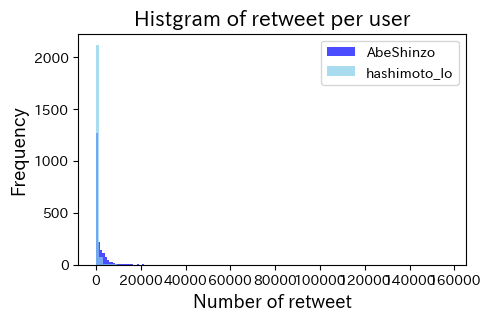 Histgram of retweet per user
AbeShinzo
hashimoto_lo
Frequency
2000
1500
1000
500
0
0 20000 40000 60000 80000 100000 120000 140000 160000
Number of retweet